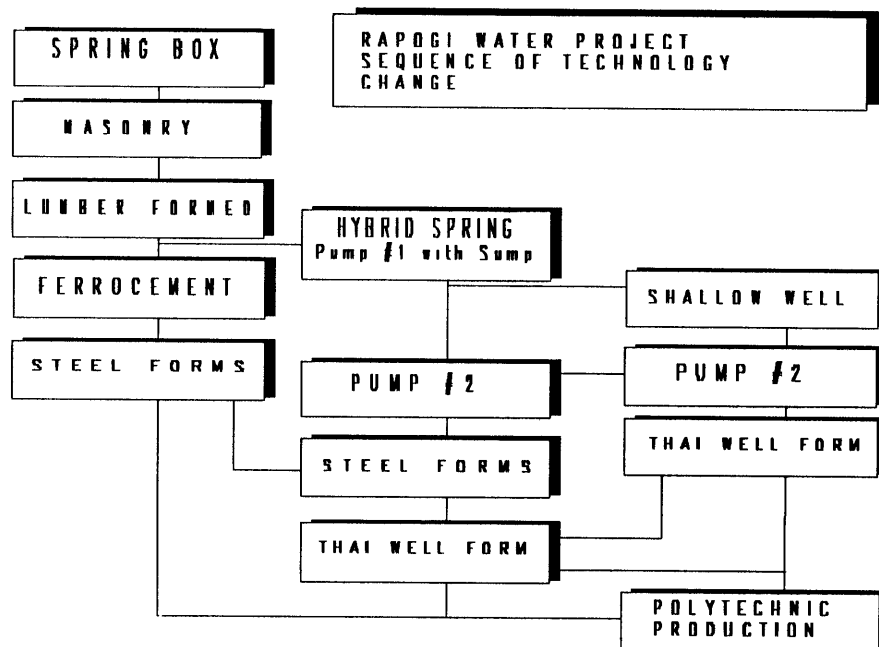 SPRING BOX
RAPOGI WATER PROJECT
SEQUENCE OF TECHNOLOGY
CHANGE
MASONRY
LUMBER FORMED
HYBRID SPRING
Pump #1 with Sump
FERROCEMENT
SHALLOW WELL
STEEL FORMS
PUMP #2
PUMP #2
THAI WELL FORM
STEEL FORMS
THAI WELL FORM
POLYTECHNIC
PRODUCTION